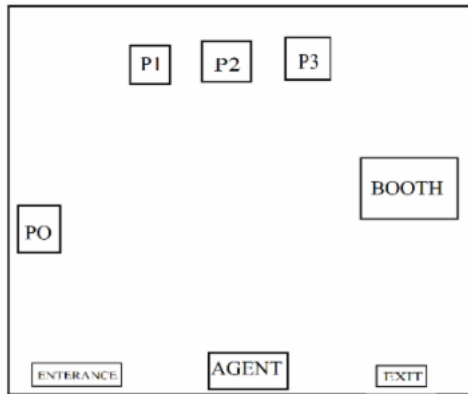 P1
P2
P3
BOOTH
PO
ENTERANCE
AGENT
EXIT